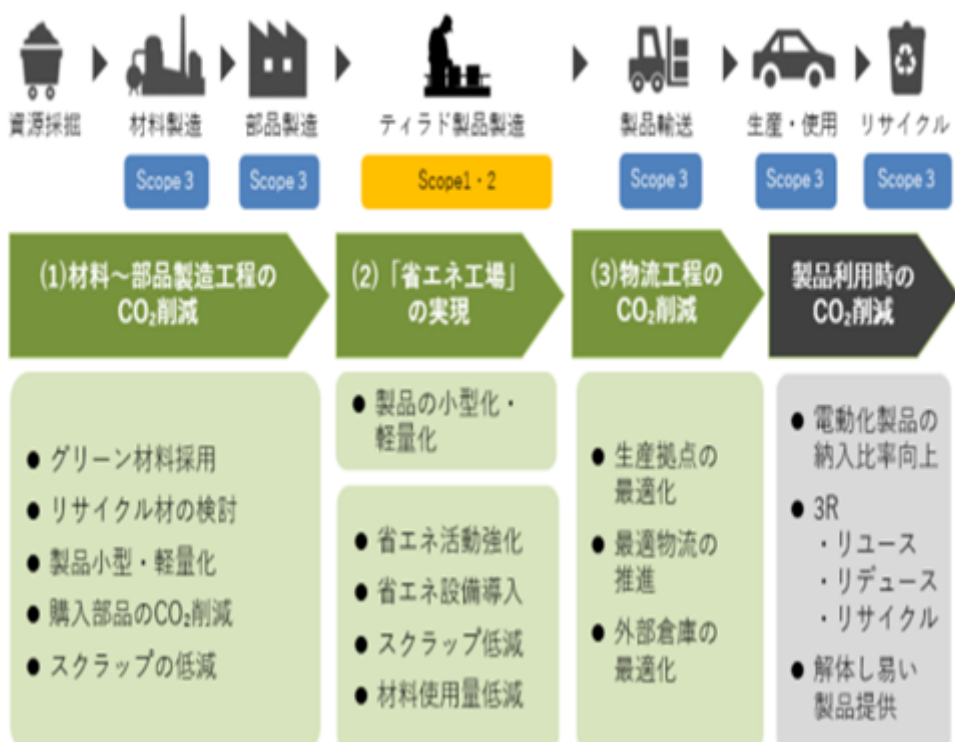 資源採掘
材料製造
部品製造
ティラド製品製造
製品輸送
生産・使用
リサイクル
Scope 3
Scope 3
Scope1・2
Scope 3
Scope 3
Scope 3
(1)材料～部品製造工程の
CO₂削減
(2)「省エネ工場」
の実現
(3)物流工程の
CO₂削減
製品利用時の
CO₂削減
● グリーン材料採用
● リサイクル材の検討
● 製品小型・軽量化
● 購入部品のCO₂削減
● スクラップの低減
● 製品の小型化・
軽量化
● 省エネ活動強化
● 省エネ設備導入
● スクラップ低減
● 材料使用量低減
● 生産拠点の
最適化
● 最適物流の
推進
● 外部倉庫の
最適化
● 電動化製品の
納入比率向上
● 3R
・リユース
・リデュース
・リサイクル
● 解体し易い
製品提供